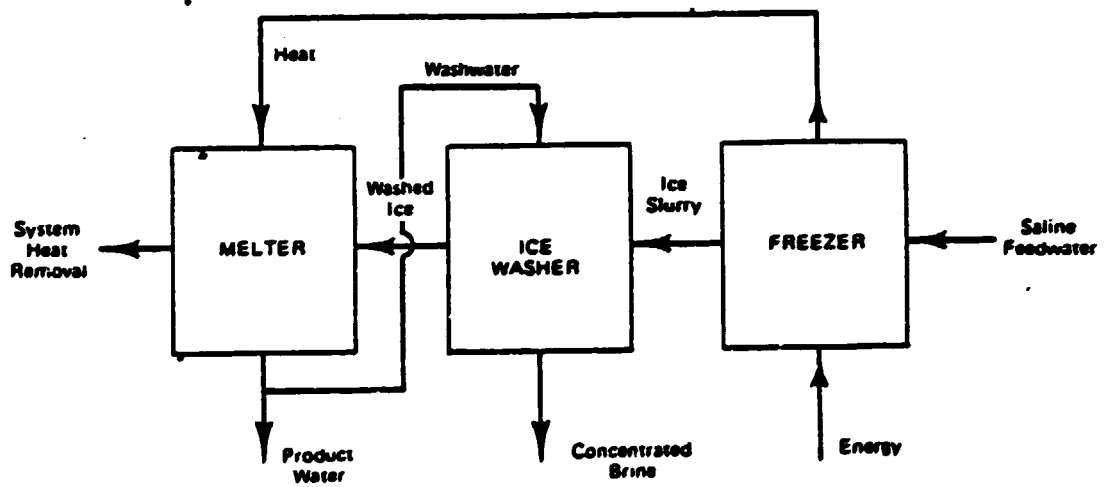 Heat
Washwater
Washed
Ice
Ice
Slurry
System
Heat
Removal
MELTER
ICE
WASHER
FREEZER
Saline
Feedwater
Product
Water
Concentrated
Brine
Energy